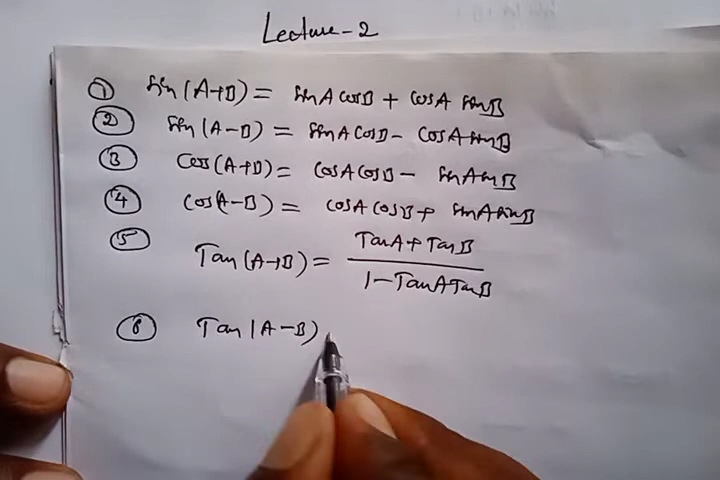 Lecture-2
① Sin(A+B) = SinA CosB + CosA SinB
② Sin(A-B) = SinA CosB - CosA SinB
③ Cos(A+B) = CosA CosB - SinA SinB
④ Cos(A-B) = CosA CosB + SinA SinB
⑤ Tan(A+B) = TanA + TanB
1 - TanA TanB
⑥ Tan(A-B)